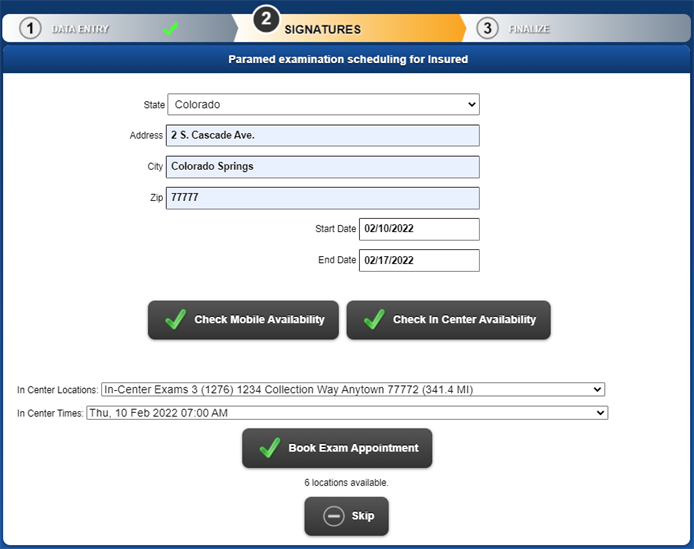 1 DATA ENTRY 2 SIGNATURES 3 FINALIZE
Paramed examination scheduling for Insured
State Colorado
Address 2 S. Cascade Ave.
City Colorado Springs
Zip 77777
Start Date 02/10/2022
End Date 02/17/2022
Check Mobile Availability Check In Center Availability
In Center Locations: In-Center Exams 3 (1276) 1234 Collection Way Anytown 77772 (341.4 MI)
In Center Times: Thu, 10 Feb 2022 07:00 AM
Book Exam Appointment
6 locations available.
Skip